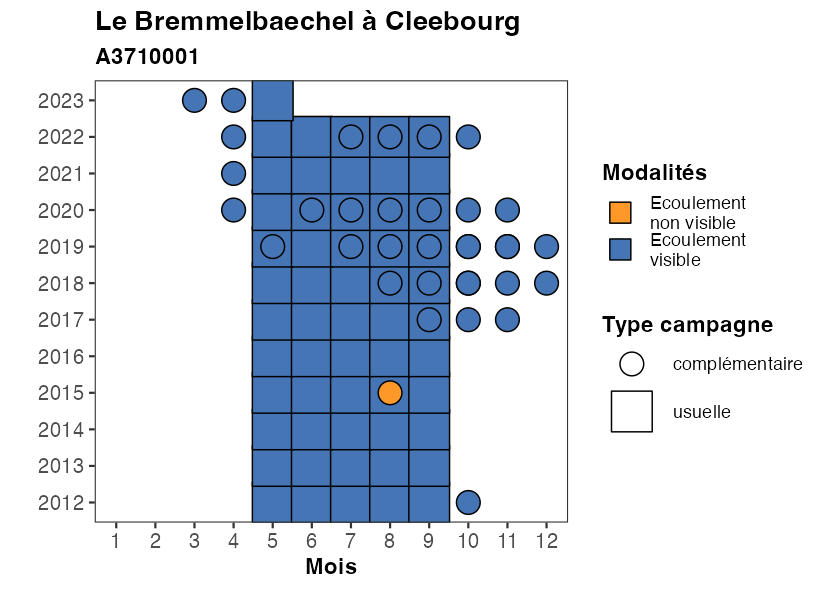 Le Bremmelbaechel à Cleebourg
A3710001
2023
2022
2021
2020
2019
2018
2017
2016
2015
2014
2013
2012
1 2 3 4 5 6 7 8 9 10 11 12
Mois
Modalités
Ecoulement
non visible
Ecoulement
visible
Type campagne
complémentaire
usuelle